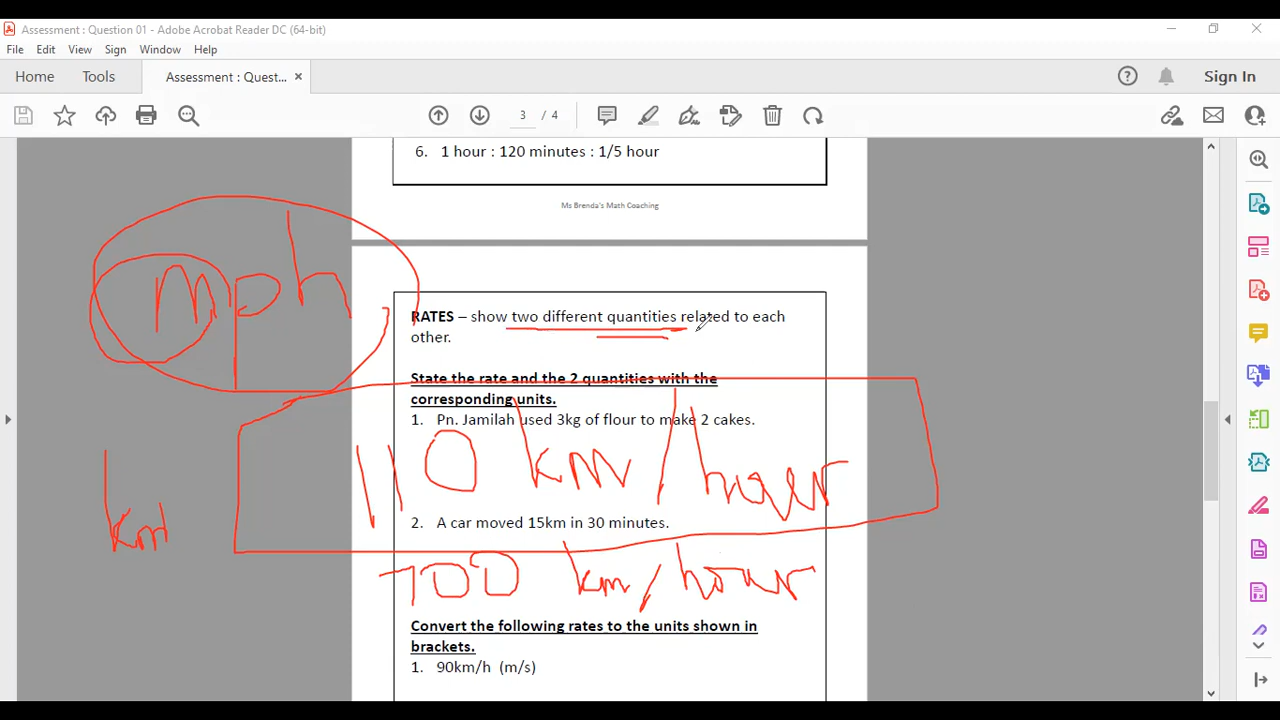 Assessment : Question 01 - Adobe Acrobat Reader DC (64-bit)
File Edit View Sign Window Help
Home Tools Assessment : Quest... × ? Sign In
3 / 4
6. 1 hour : 120 minutes : 1/5 hour
Ms Brenda's Math Coaching
mph
RATES – show two different quantities related to each
other.
State the rate and the 2 quantities with the
corresponding units.
1. Pn. Jamilah used 3kg of flour to make 2 cakes.
110 km/hour
km
2. A car moved 15km in 30 minutes.
700 km/hour
Convert the following rates to the units shown in
brackets.
1. 90km/h (m/s)